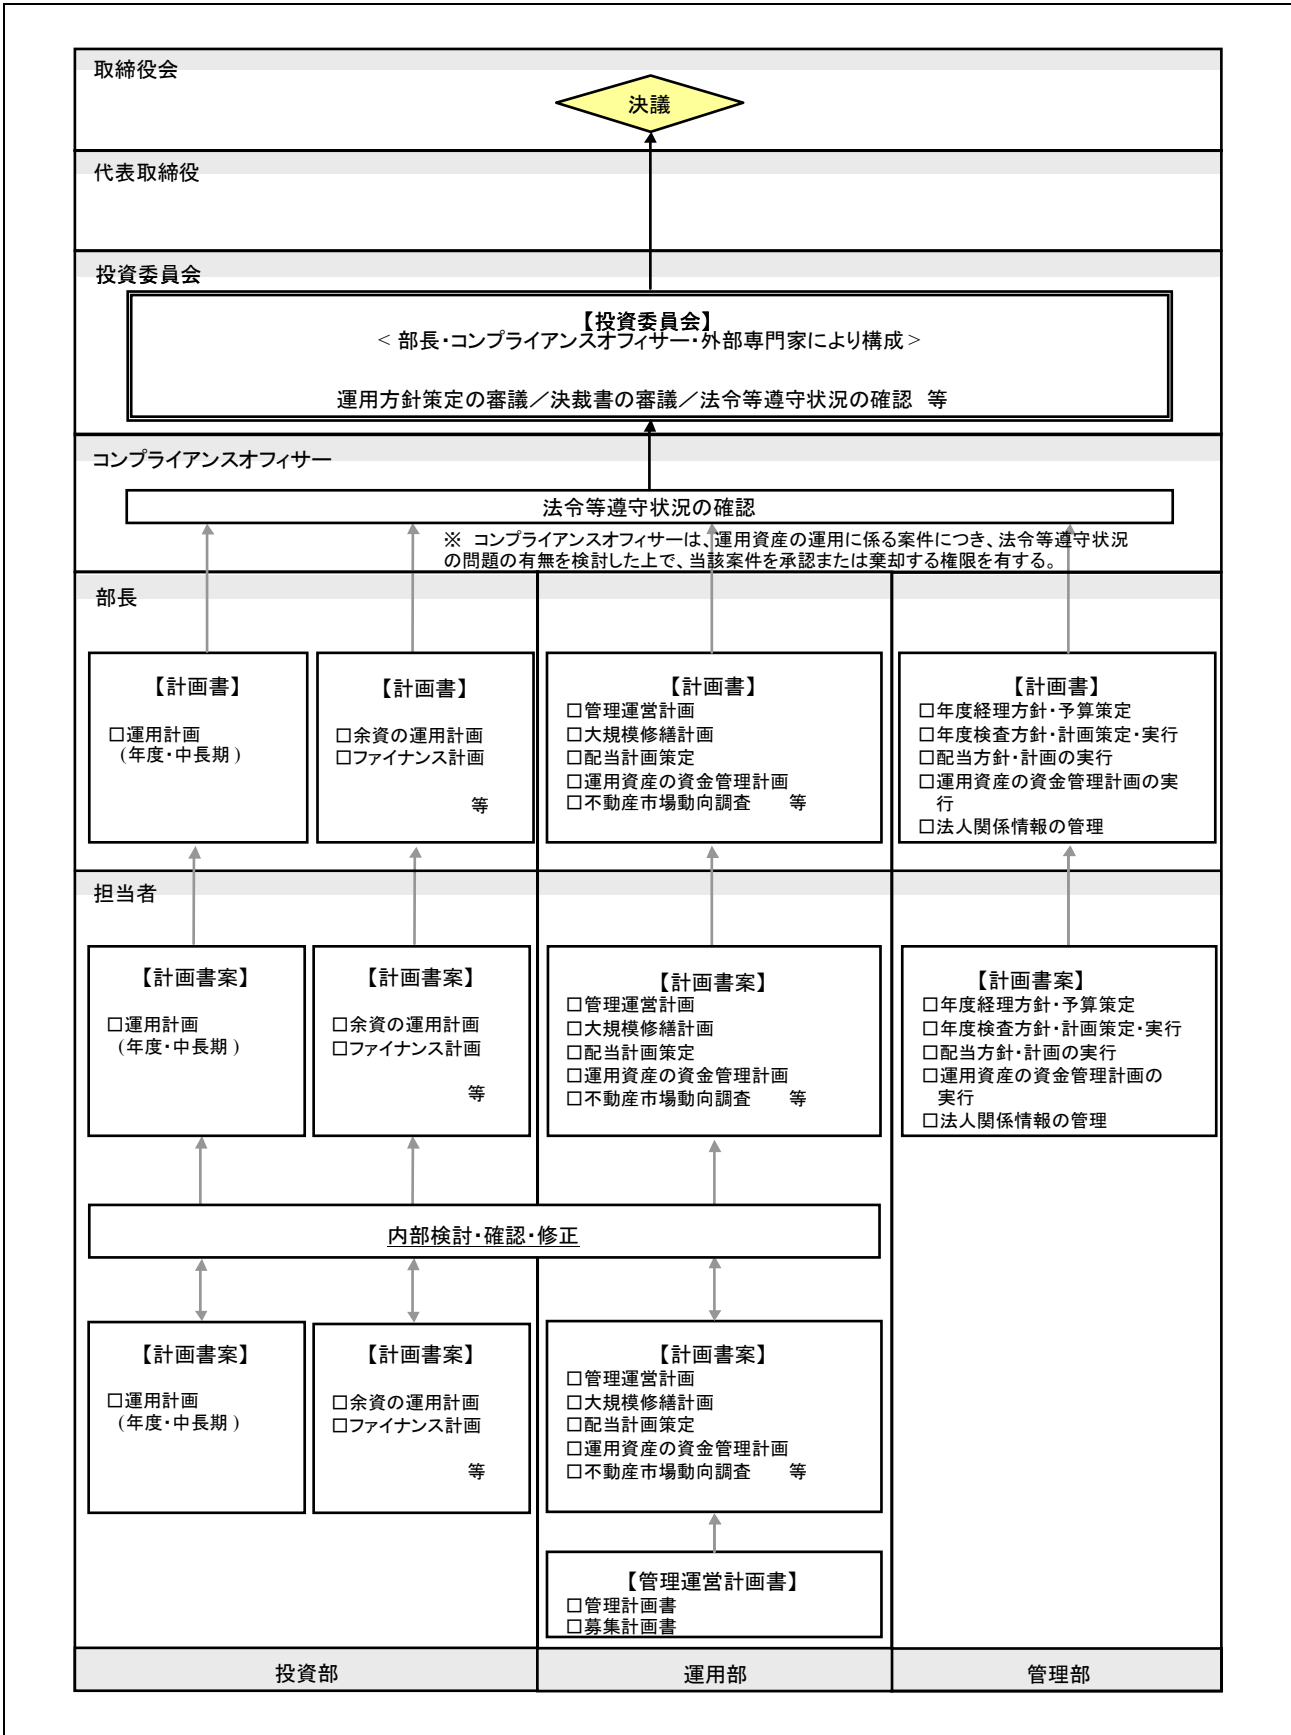 取締役会
決議
代表取締役
投資委員会
【投資委員会】
＜部長・コンプライアンスオフィサー・外部専門家により構成＞
運用方針策定の審議／決裁書の審議／法令等遵守状況の確認 等
コンプライアンスオフィサー
法令等遵守状況の確認
※ コンプライアンスオフィサーは、運用資産の運用に係る案件につき、法令等遵守状況
の問題の有無を検討した上で、当該案件を承認または棄却する権限を有する。
部長
【計画書】
□運用計画
(年度・中長期)
【計画書】
□余資の運用計画
□ファイナンス計画
等
【計画書】
□管理運営計画
□大規模修繕計画
□配当計画策定
□運用資産の資金管理計画
□不動産市場動向調査 等
【計画書】
□年度経理方針・予算策定
□年度検査方針・計画策定・実行
□配当方針・計画の実行
□運用資産の資金管理計画の実
行
□法人関係情報の管理
担当者
【計画書案】
□運用計画
(年度・中長期)
【計画書案】
□余資の運用計画
□ファイナンス計画
等
【計画書案】
□管理運営計画
□大規模修繕計画
□配当計画策定
□運用資産の資金管理計画
□不動産市場動向調査 等
【計画書案】
□年度経理方針・予算策定
□年度検査方針・計画策定・実行
□配当方針・計画の実行
□運用資産の資金管理計画の
実行
□法人関係情報の管理
内部検討・確認・修正
【計画書案】
□運用計画
(年度・中長期)
【計画書案】
□余資の運用計画
□ファイナンス計画
等
【計画書案】
□管理運営計画
□大規模修繕計画
□配当計画策定
□運用資産の資金管理計画
□不動産市場動向調査 等
【管理運営計画書】
□管理計画書
□募集計画書
投資部
運用部
管理部